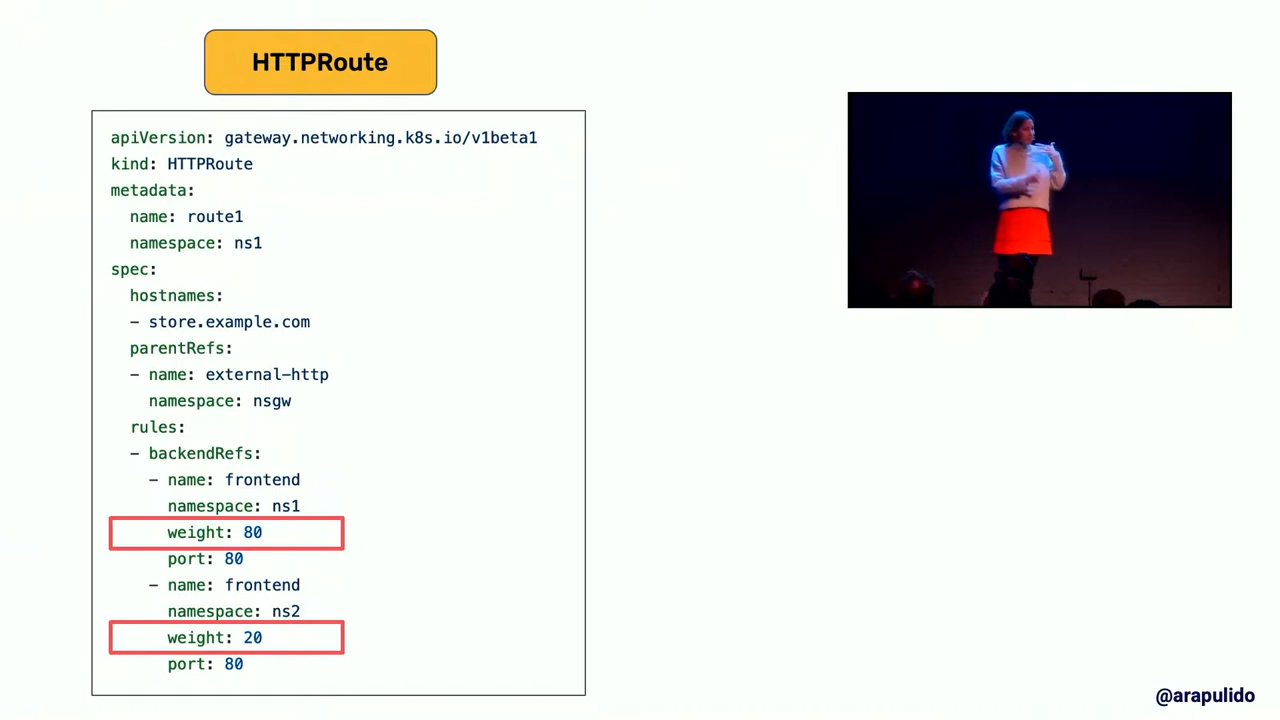 HTTPRoute
apiVersion: gateway.networking.k8s.io/v1beta1
kind: HTTPRoute
metadata:
  name: route1
  namespace: ns1
spec:
  hostnames:
  - store.example.com
  parentRefs:
  - name: external-http
    namespace: nsgw
  rules:
  - backendRefs:
    - name: frontend
      namespace: ns1
      weight: 80
      port: 80
    - name: frontend
      namespace: ns2
      weight: 20
      port: 80
@arapulido